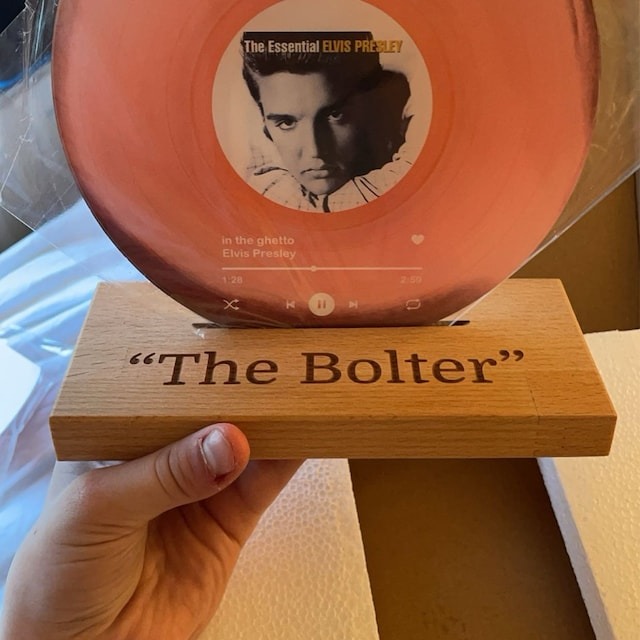 The Essential ELVIS PRESLEY
in the ghetto
Elvis Presley
1:28 2:50
“The Bolter”